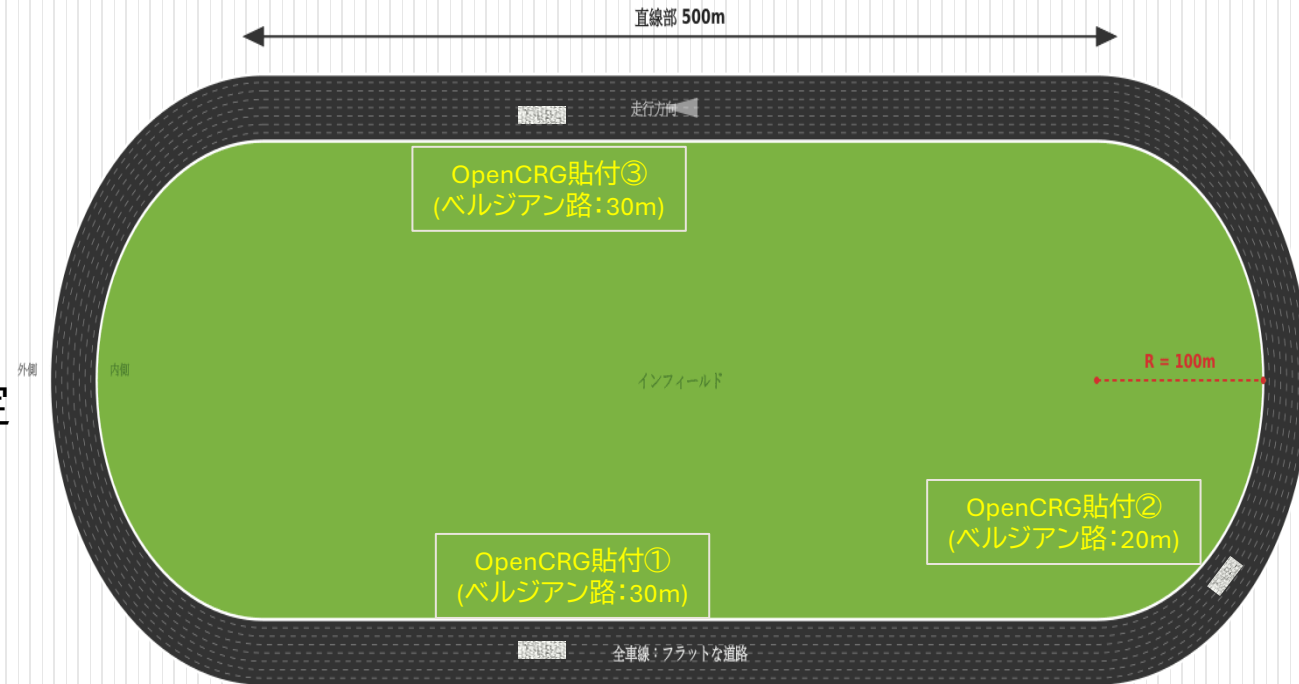 直線部 500m
走行方向
OpenCRG貼付③
(ベルジアン路：30m)
外側
内側
定
インフィールド
R = 100m
OpenCRG貼付②
(ベルジアン路：20m)
OpenCRG貼付①
(ベルジアン路：30m)
全車線：フラットな道路